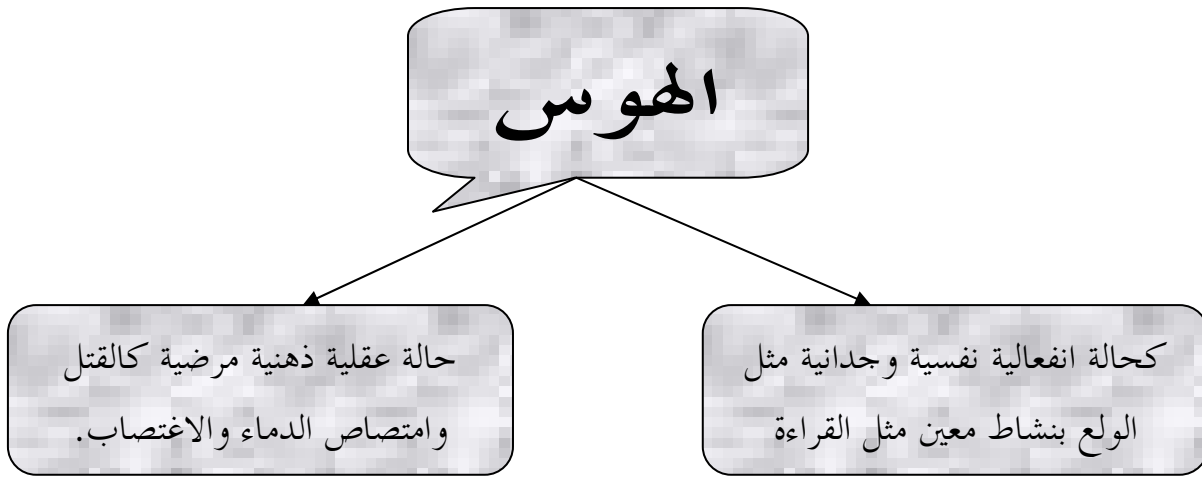 الهوس
كحالة انفعالية نفسية وجدانية مثل
الولع بنشاط معين مثل القراءة
حالة عقلية ذهنية مرضية كالقتل
وامتصاص الدماء والاغتصاب.